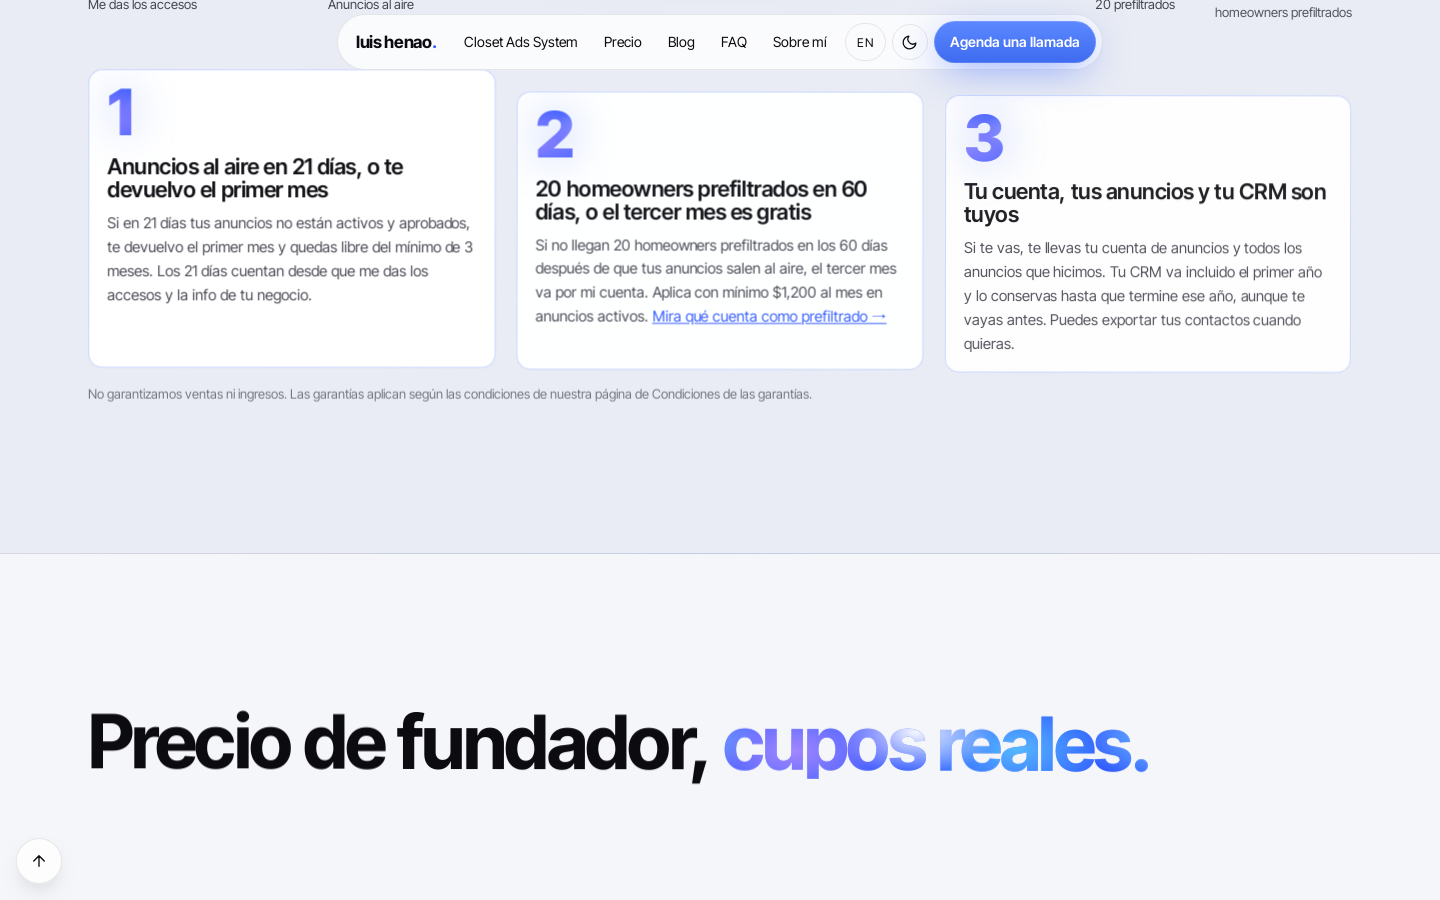 Me das los accesos
Anuncios al aire
20 prefiltrados
homeowners prefiltrados
luis henao.
Closet Ads System
Precio
Blog
FAQ
Sobre mí
EN
Agenda una llamada
1
Anuncios al aire en 21 días, o te
devuelvo el primer mes
Si en 21 días tus anuncios no están activos y aprobados,
te devuelvo el primer mes y quedas libre del mínimo de 3
meses. Los 21 días cuentan desde que me das los
accesos y la info de tu negocio.
2
20 homeowners prefiltrados en 60
días, o el tercer mes es gratis
Si no llegan 20 homeowners prefiltrados en los 60 días
después de que tus anuncios salen al aire, el tercer mes
va por mi cuenta. Aplica con mínimo $1,200 al mes en
anuncios activos. Mira qué cuenta como prefiltrado →
3
Tu cuenta, tus anuncios y tu CRM son
tuyos
Si te vas, te llevas tu cuenta de anuncios y todos los
anuncios que hicimos. Tu CRM va incluido el primer año
y lo conservas hasta que termine ese año, aunque te
vayas antes. Puedes exportar tus contactos cuando
quieras.
No garantizamos ventas ni ingresos. Las garantías aplican según las condiciones de nuestra página de Condiciones de las garantías.
Precio de fundador, cupos reales.